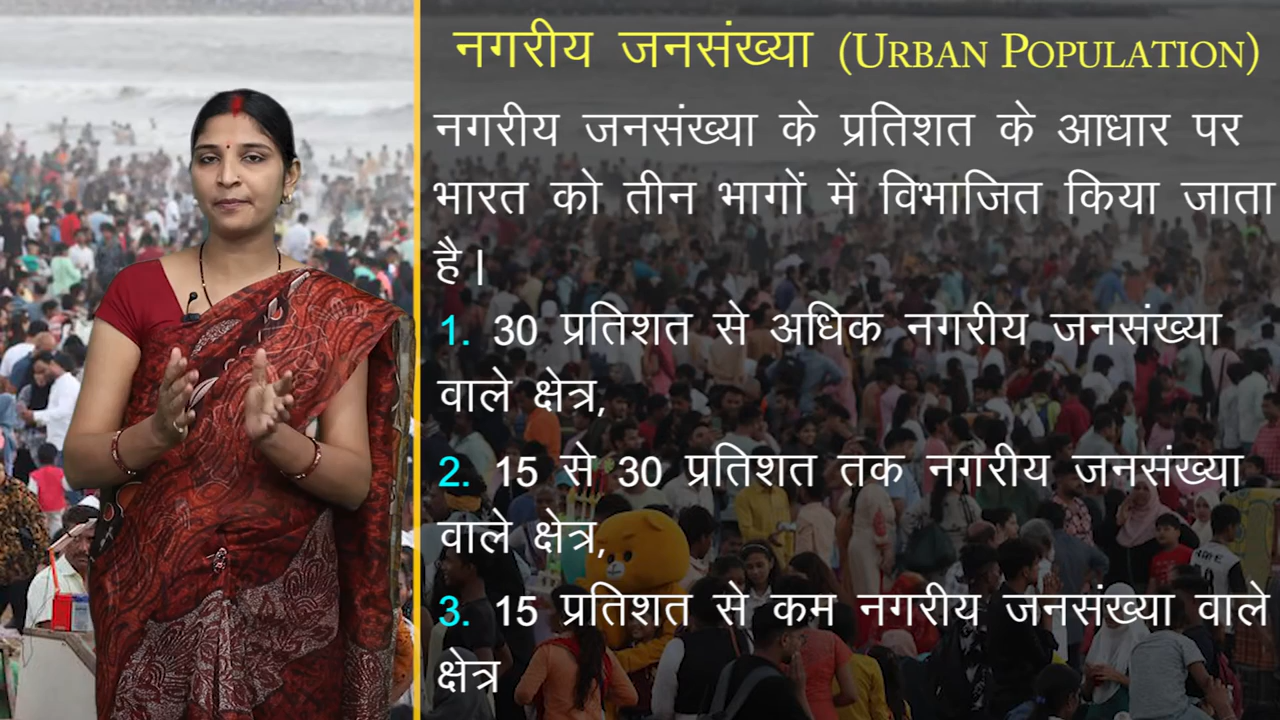 नगरीय जनसंख्या (URBAN POPULATION)
नगरीय जनसंख्या के प्रतिशत के आधार पर
भारत को तीन भागों में विभाजित किया जाता
है।
1. 30 प्रतिशत से अधिक नगरीय जनसंख्या
वाले क्षेत्र,
2. 15 से 30 प्रतिशत तक नगरीय जनसंख्या
वाले क्षेत्र,
3. 15 प्रतिशत से कम नगरीय जनसंख्या वाले
क्षेत्र